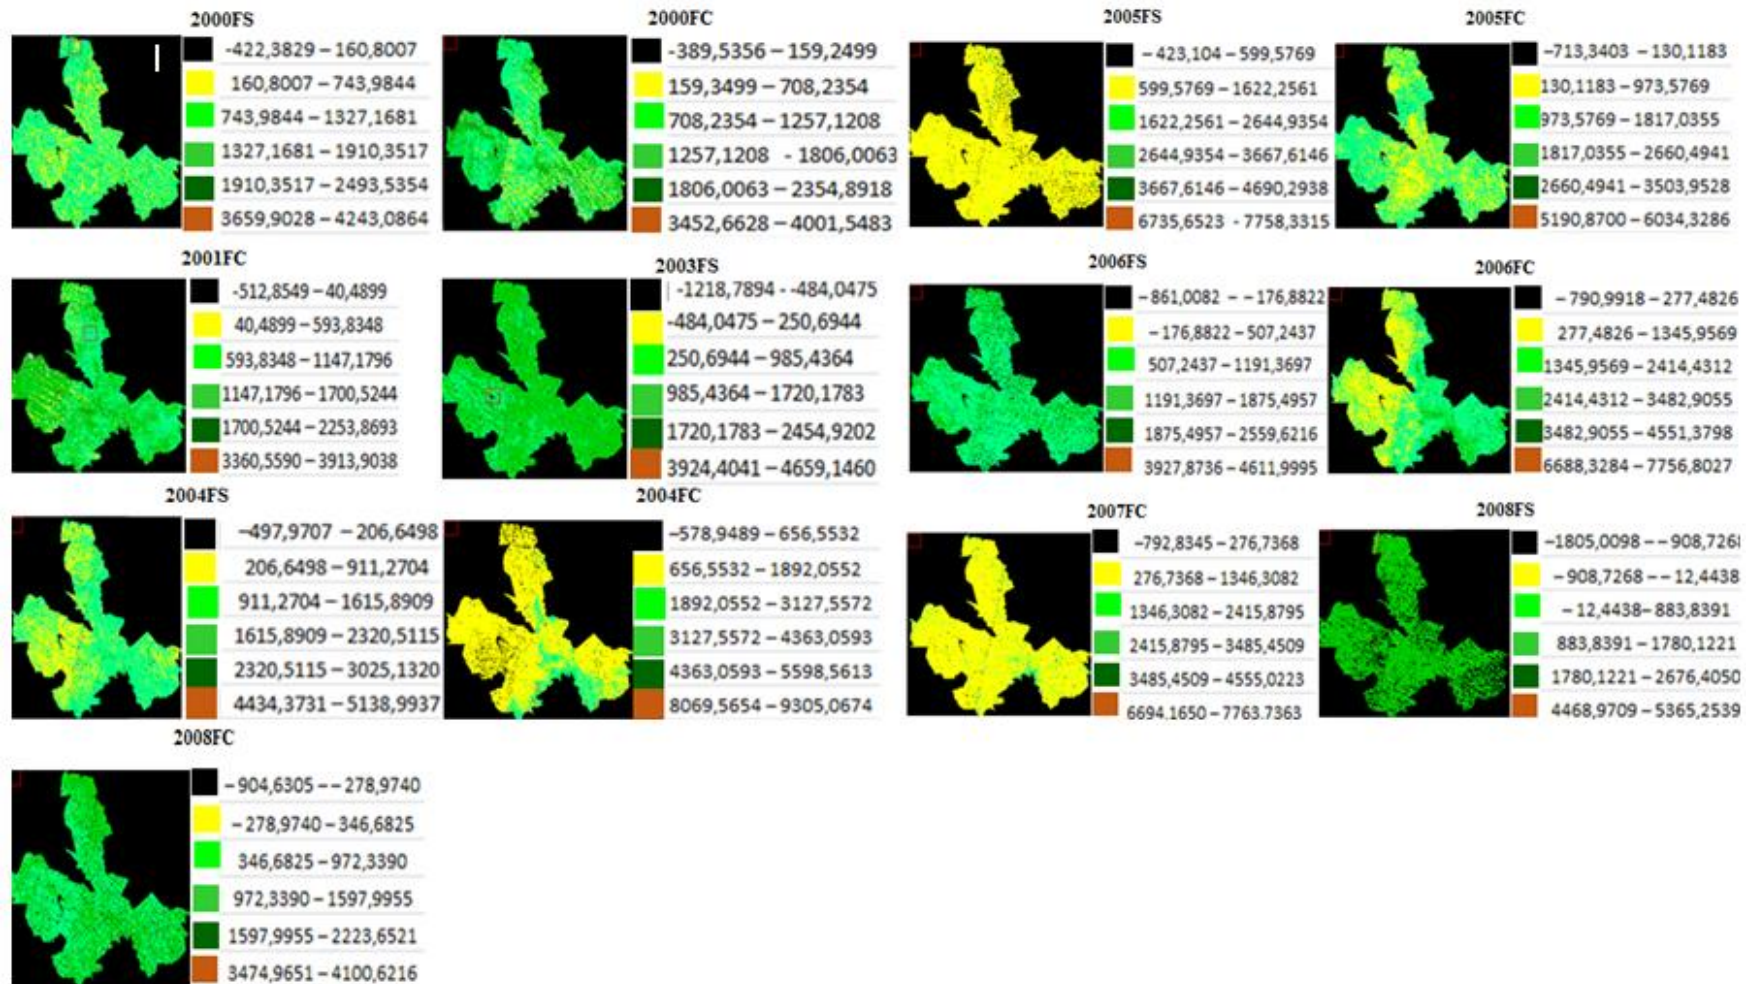 2000FS
-422,3829 – 160,8007
160,8007 – 743,9844
743,9844 – 1327,1681
1327,1681 – 1910,3517
1910,3517 – 2493,5354
3659,9028 – 4243,0864
2000FC
-389,5356 – 159,2499
159,3499 – 708,2354
708,2354 – 1257,1208
1257,1208 - 1806,0063
1806,0063 – 2354,8918
3452,6628 – 4001,5483
2005FS
– 423,104 – 599,5769
599,5769 – 1622,2561
1622,2561 – 2644,9354
2644,9354 – 3667,6146
3667,6146 – 4690,2938
6735,6523 - 7758,3315
2005FC
– 713,3403 – 130,1183
130,1183 – 973,5769
973,5769 – 1817,0355
1817,0355 – 2660,4941
2660,4941 – 3503,9528
5190,8700 – 6034,3286
2001FC
-512,8549 – 40,4899
40,4899 – 593,8348
593,8348 – 1147,1796
1147,1796 – 1700,5244
1700,5244 – 2253,8693
3360,5590 – 3913,9038
2003FS
-1218,7894 - -484,0475
-484,0475 – 250,6944
250,6944 – 985,4364
985,4364 – 1720,1783
1720,1783 – 2454,9202
3924,4041 – 4659,1460
2006FS
– 861,0082 – – 176,8822
– 176,8822 – 507,2437
507,2437 – 1191,3697
1191,3697 – 1875,4957
1875,4957 – 2559,6216
3927,8736 – 4611,9995
2006FC
– 790,9918 – 277,4826
277,4826 – 1345,9569
1345,9569 – 2414,4312
2414,4312 – 3482,9055
3482,9055 – 4551,3798
6688,3284 – 7756,8027
2004FS
–497,9707 – 206,6498
206,6498 – 911,2704
911,2704 – 1615,8909
1615,8909 – 2320,5115
2320,5115 – 3025,1320
4434,3731 – 5138,9937
2004FC
–578,9489 – 656,5532
656,5532 – 1892,0552
1892,0552 – 3127,5572
3127,5572 – 4363,0593
4363,0593 – 5598,5613
8069,5654 – 9305,0674
2007FC
– 792,8345 – 276,7368
276,7368 – 1346,3082
1346,3082 – 2415,8795
2415,8795 – 3485,4509
3485,4509 – 4555,0223
6694,1650 – 7763,7363
2008FS
–1805,0098 – – 908,7268
– 908,7268 – – 12,4438
– 12,4438 – 883,8391
883,8391 – 1780,1221
1780,1221 – 2676,4050
4468,9709 – 5365,2539
2008FC
– 904,6305 – – 278,9740
– 278,9740 – 346,6825
346,6825 – 972,3390
972,3390 – 1597,9955
1597,9955 – 2223,6521
3474,9651 – 4100,6216